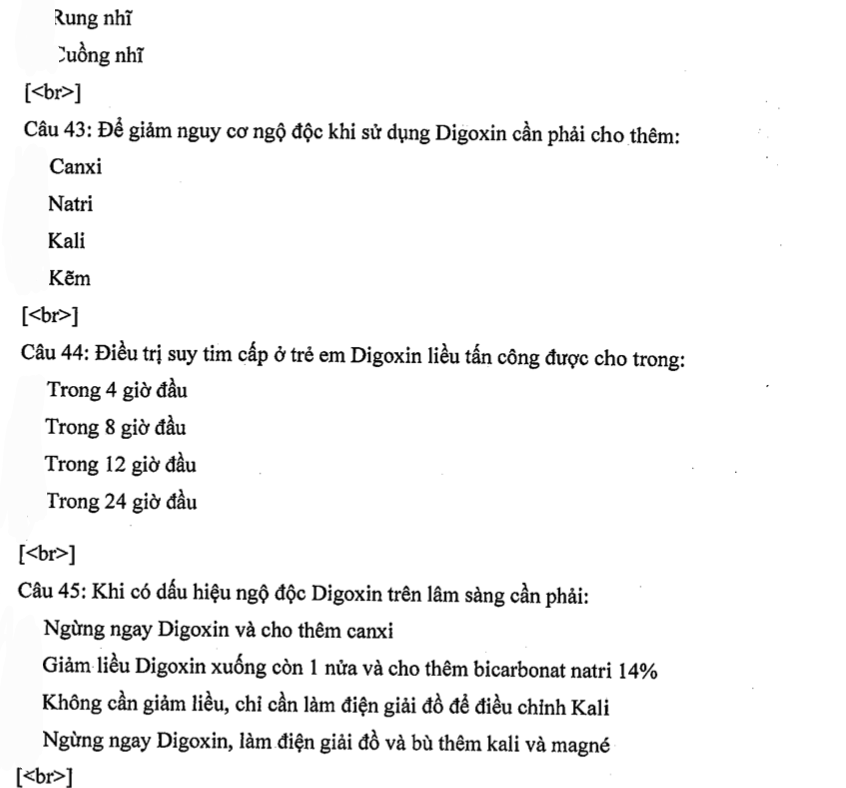 Rung nhĩ
Cuồng nhĩ
[<br>]
Câu 43: Để giảm nguy cơ ngộ độc khi sử dụng Digoxin cần phải cho thêm:
Canxi
Natri
Kali
Kẽm
[<br>]
Câu 44: Điều trị suy tim cấp ở trẻ em Digoxin liều tấn công được cho trong:
Trong 4 giờ đầu
Trong 8 giờ đầu
Trong 12 giờ đầu
Trong 24 giờ đầu
[<br>]
Câu 45: Khi có dấu hiệu ngộ độc Digoxin trên lâm sàng cần phải:
Ngừng ngay Digoxin và cho thêm canxi
Giảm liều Digoxin xuống còn 1 nửa và cho thêm bicarbonat natri 14%
Không cần giảm liều, chỉ cần làm điện giải đồ để điều chỉnh Kali
Ngừng ngay Digoxin, làm điện giải đồ và bù thêm kali và magné
[<br>]